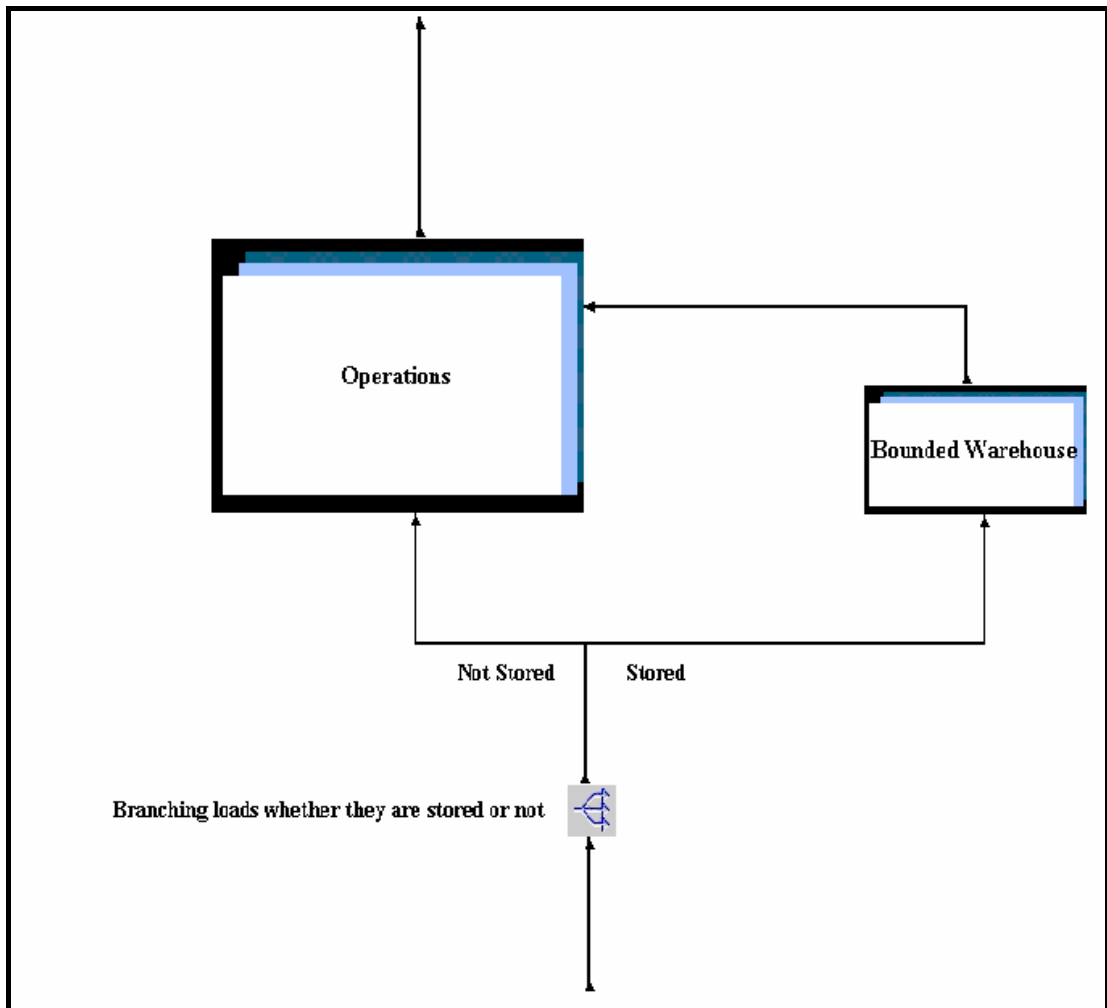 Operations
Bounded Warehouse
Not Stored
Stored
Branching loads whether they are stored or not